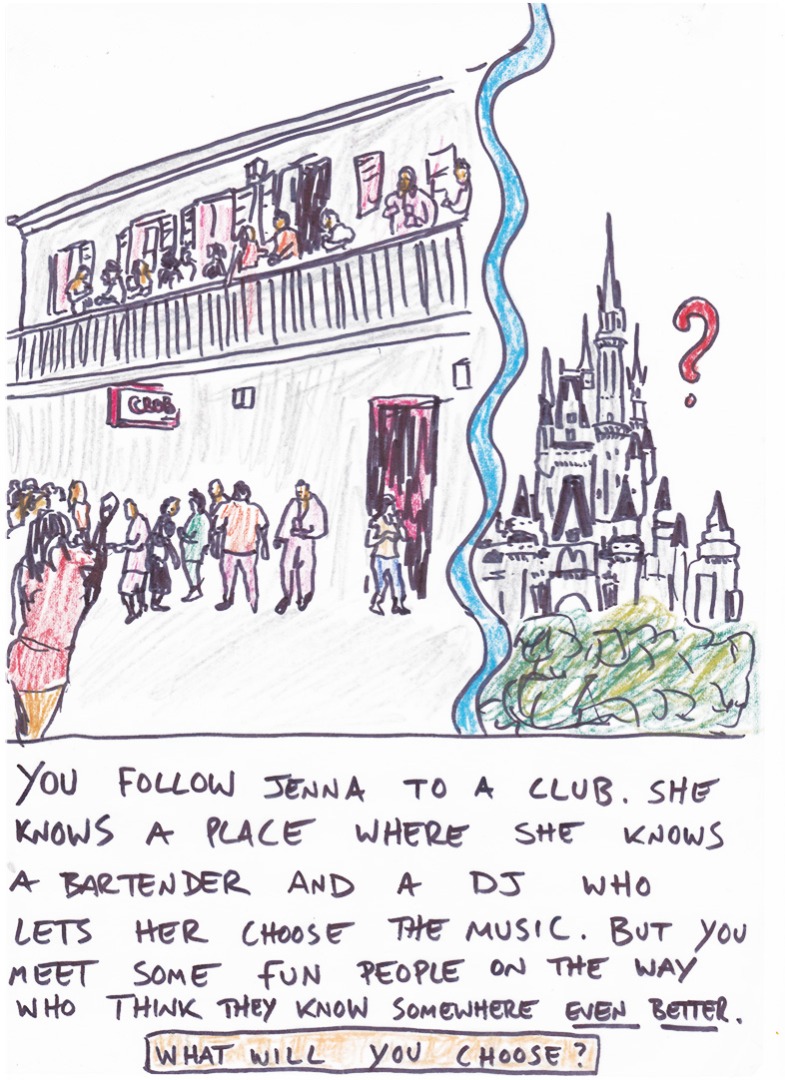 CLUB
?
YOU FOLLOW JENNA TO A CLUB. SHE
KNOWS A PLACE WHERE SHE KNOWS
A BARTENDER AND A DJ WHO
LETS HER CHOOSE THE MUSIC. BUT YOU
MEET SOME FUN PEOPLE ON THE WAY
WHO THINK THEY KNOW SOMEWHERE EVEN BETTER.
WHAT WILL YOU CHOOSE?